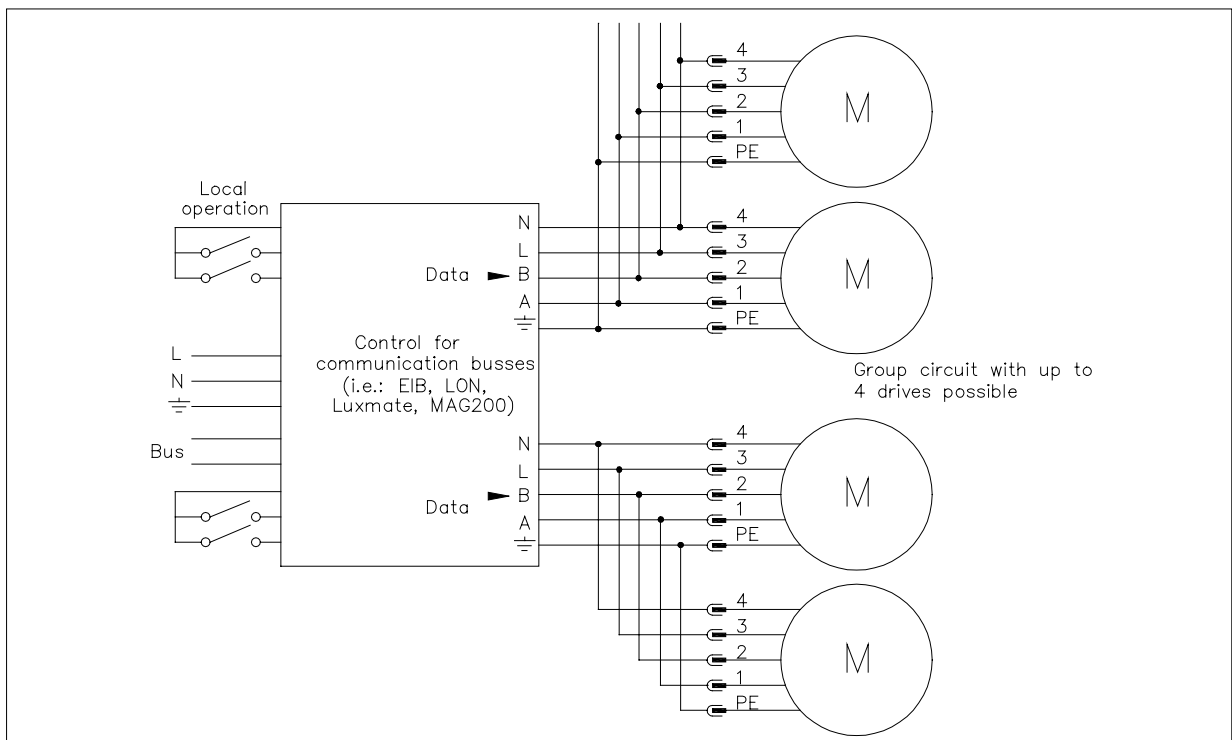 4
3
2
1
PE
M
Local
operation
N
L
Data
B
A
4
3
2
1
PE
M
Control for
communication busses
(i.e.: EIB, LON,
Luxmate, MAG200)
L
N
Bus
Group circuit with up to
4 drives possible
N
L
Data
B
A
4
3
2
1
PE
M
4
3
2
1
PE
M